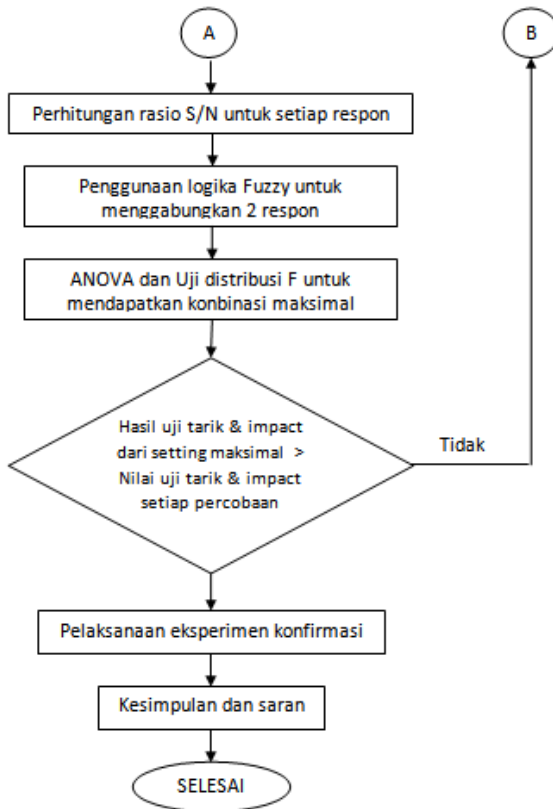 A
B
Perhitungan rasio S/N untuk setiap respon
Penggunaan logika Fuzzy untuk
menggabungkan 2 respon
ANOVA dan Uji distribusi F untuk
mendapatkan konbinasi maksimal
Hasil uji tarik & impact
dari setting maksimal >
Nilai uji tarik & impact
setiap percobaan
Tidak
Pelaksanaan eksperimen konfirmasi
Kesimpulan dan saran
SELESAI